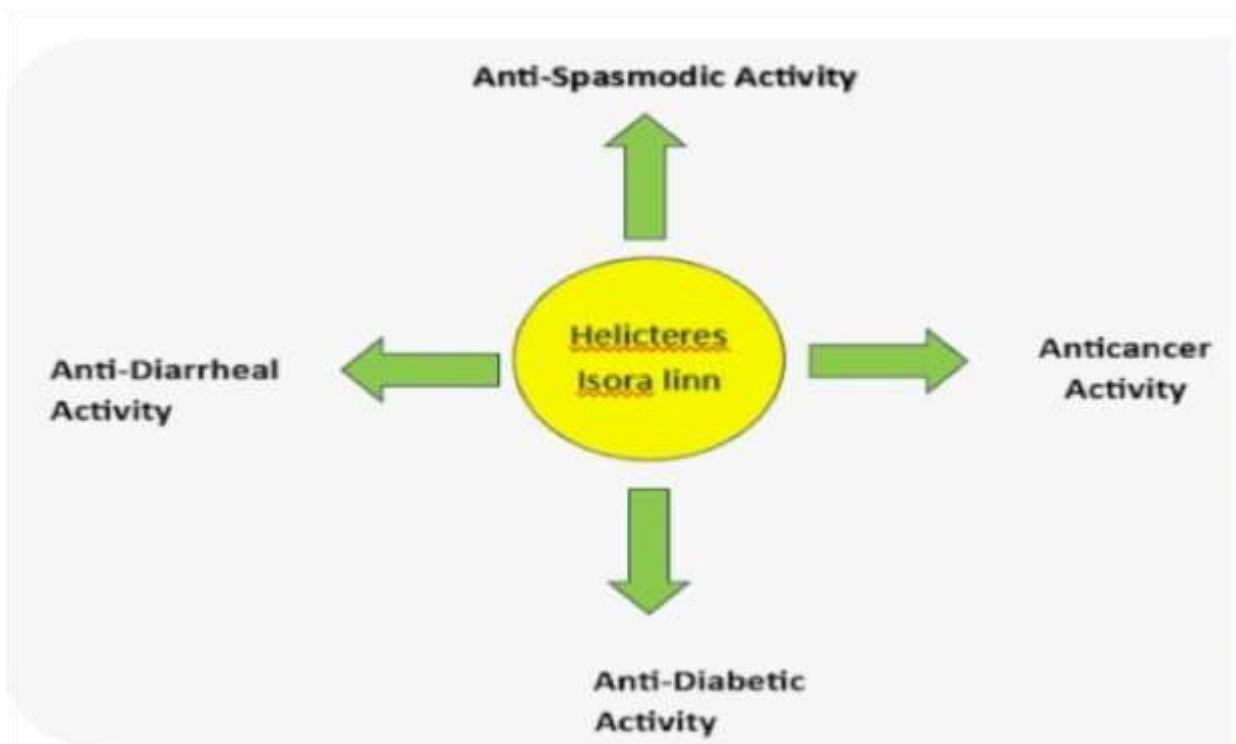 Anti-Spasmodic Activity
Helicteres
Isora linn
Anti-Diarrheal
Activity
Anticancer
Activity
Anti-Diabetic
Activity